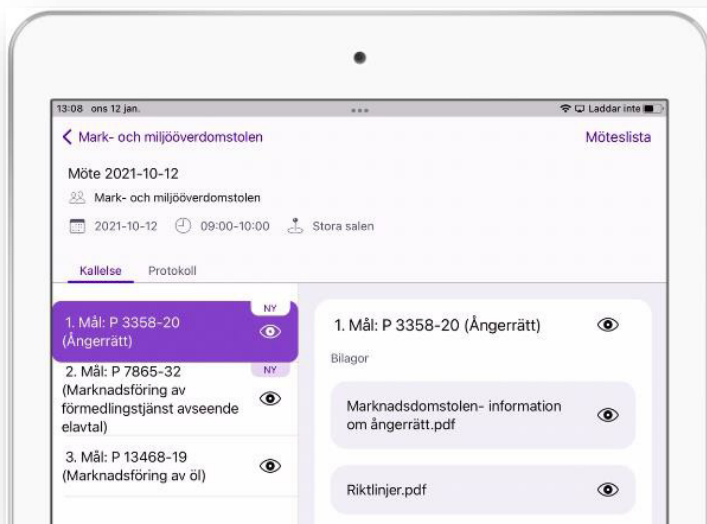 13:08 ons 12 jan.
Laddar inte
Mark- och miljööverdomstolen
Möteslista
Möte 2021-10-12
Mark- och miljööverdomstolen
2021-10-12 09:00-10:00 Stora salen
Kallelse Protokoll
NY
1. Mål: P 3358-20
(Ångerrätt)
NY
2. Mål: P 7865-32
(Marknadsföring av
förmedlingstjänst avseende
elavtal)
3. Mål: P 13468-19
(Marknadsföring av öl)
1. Mål: P 3358-20 (Ångerrätt)
Bilagor
Marknadsdomstolen- information
om ångerrätt.pdf
Riktlinjer.pdf